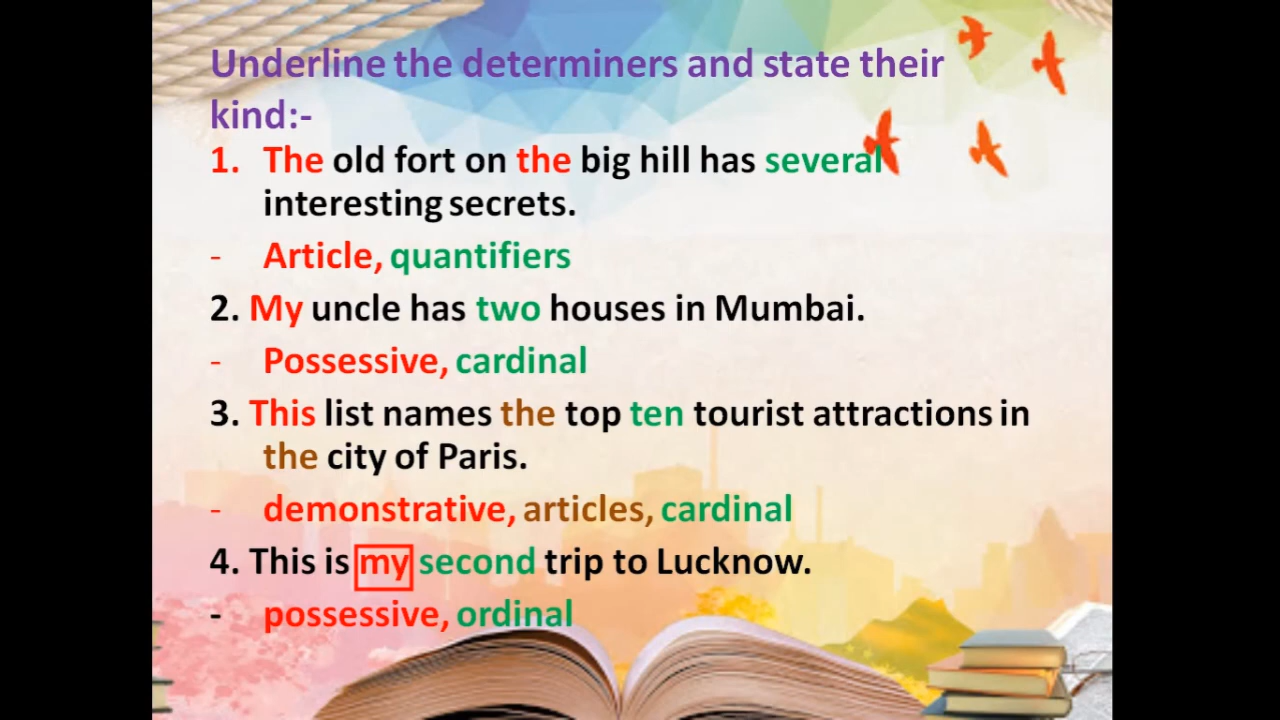 Underline the determiners and state their
kind:-
1. The old fort on the big hill has several
interesting secrets.
- Article, quantifiers
2. My uncle has two houses in Mumbai.
- Possessive, cardinal
3. This list names the top ten tourist attractions in
the city of Paris.
- demonstrative, articles, cardinal
4. This is my second trip to Lucknow.
- possessive, ordinal